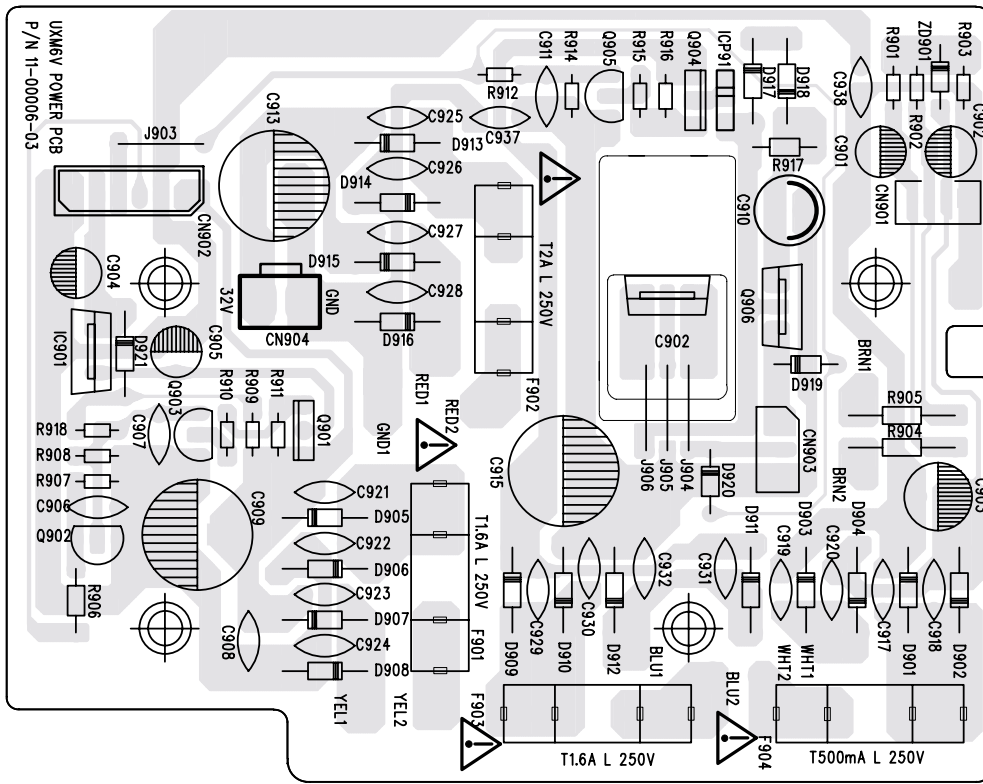 UXM6V POWER PCB
P/N 11-00006-03
J903
CN902
C913
C925
D913
C926
D914
C927
D915
C928
D916
R912
C937
C911
R914
Q905
R915
R916
Q904
ICP1
D917
D918
C938
R901
ZD901
R903
R902
C902
C901
CN901
R917
C910
Q906
BRN1
D919
C902
T2A L 250V
F902
32V
GND
CN904
C904
IC901
D921
C905
Q903
R910
R909
R911
Q901
C907
R918
R908
R907
C906
Q902
R906
C909
C908
RED1
RED2
GND1
C921
D905
C922
D906
C923
D907
C924
D908
YEL1
YEL2
T1.6A L 250V
F901
F903
C915
J906
J905
J904
D920
CN903
R905
R904
BRN2
C903
D909
C929
D910
C930
D912
C932
BLU1
C931
D911
C919
D903
C920
D904
C917
D901
C918
D902
WHT2
WHT1
BLU2
F904
T1.6A L 250V
T500mA L 250V